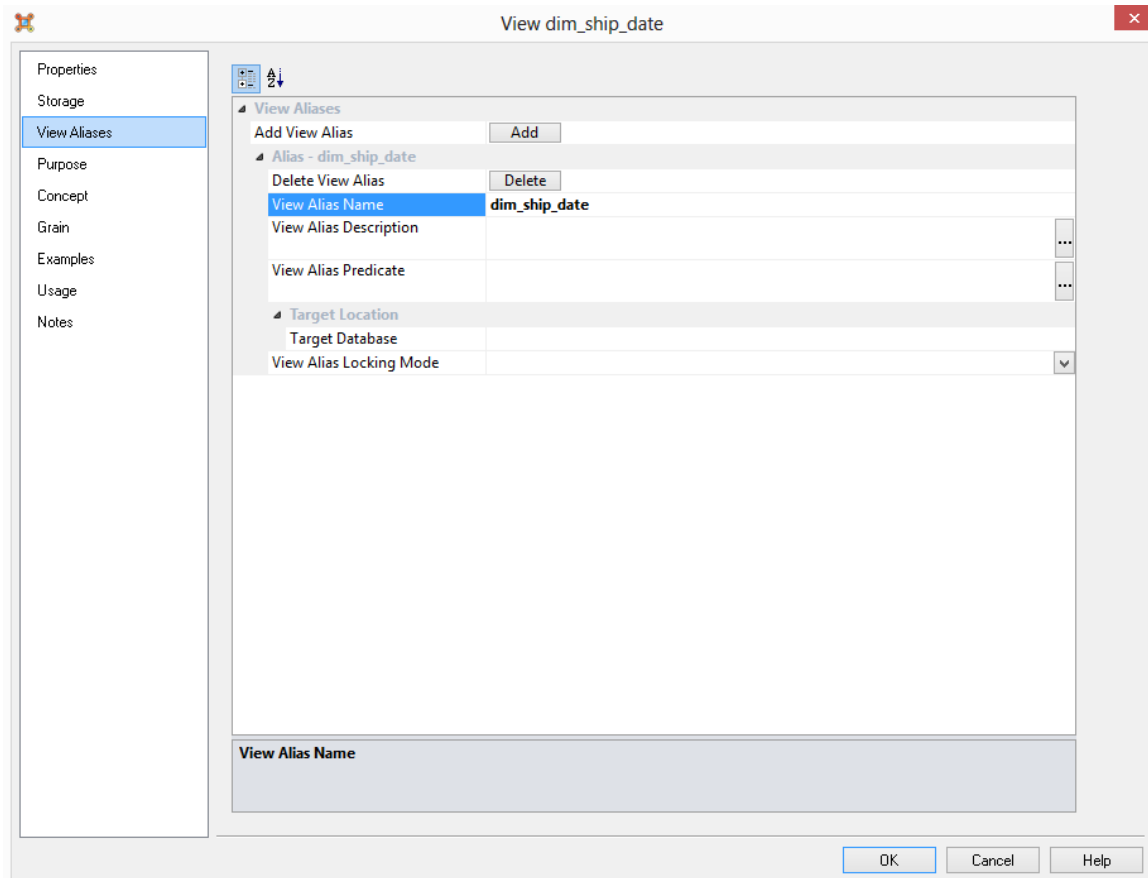 View dim_ship_date
Properties
Storage
View Aliases
Purpose
Concept
Grain
Examples
Usage
Notes
View Aliases
Add View Alias Add
Alias - dim_ship_date
Delete View Alias Delete
View Alias Name dim_ship_date
View Alias Description ...
View Alias Predicate ...
Target Location
Target Database
View Alias Locking Mode
View Alias Name
OK Cancel Help